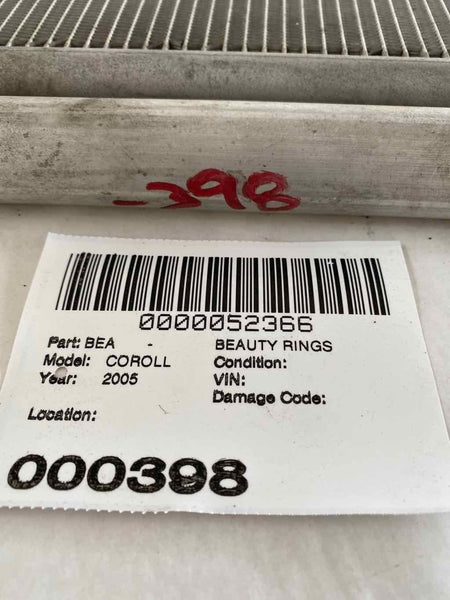 -398
0000052366
Part: BEA - BEAUTY RINGS
Model: COROLL Condition:
Year: 2005 VIN:
Damage Code:
Location:
000398